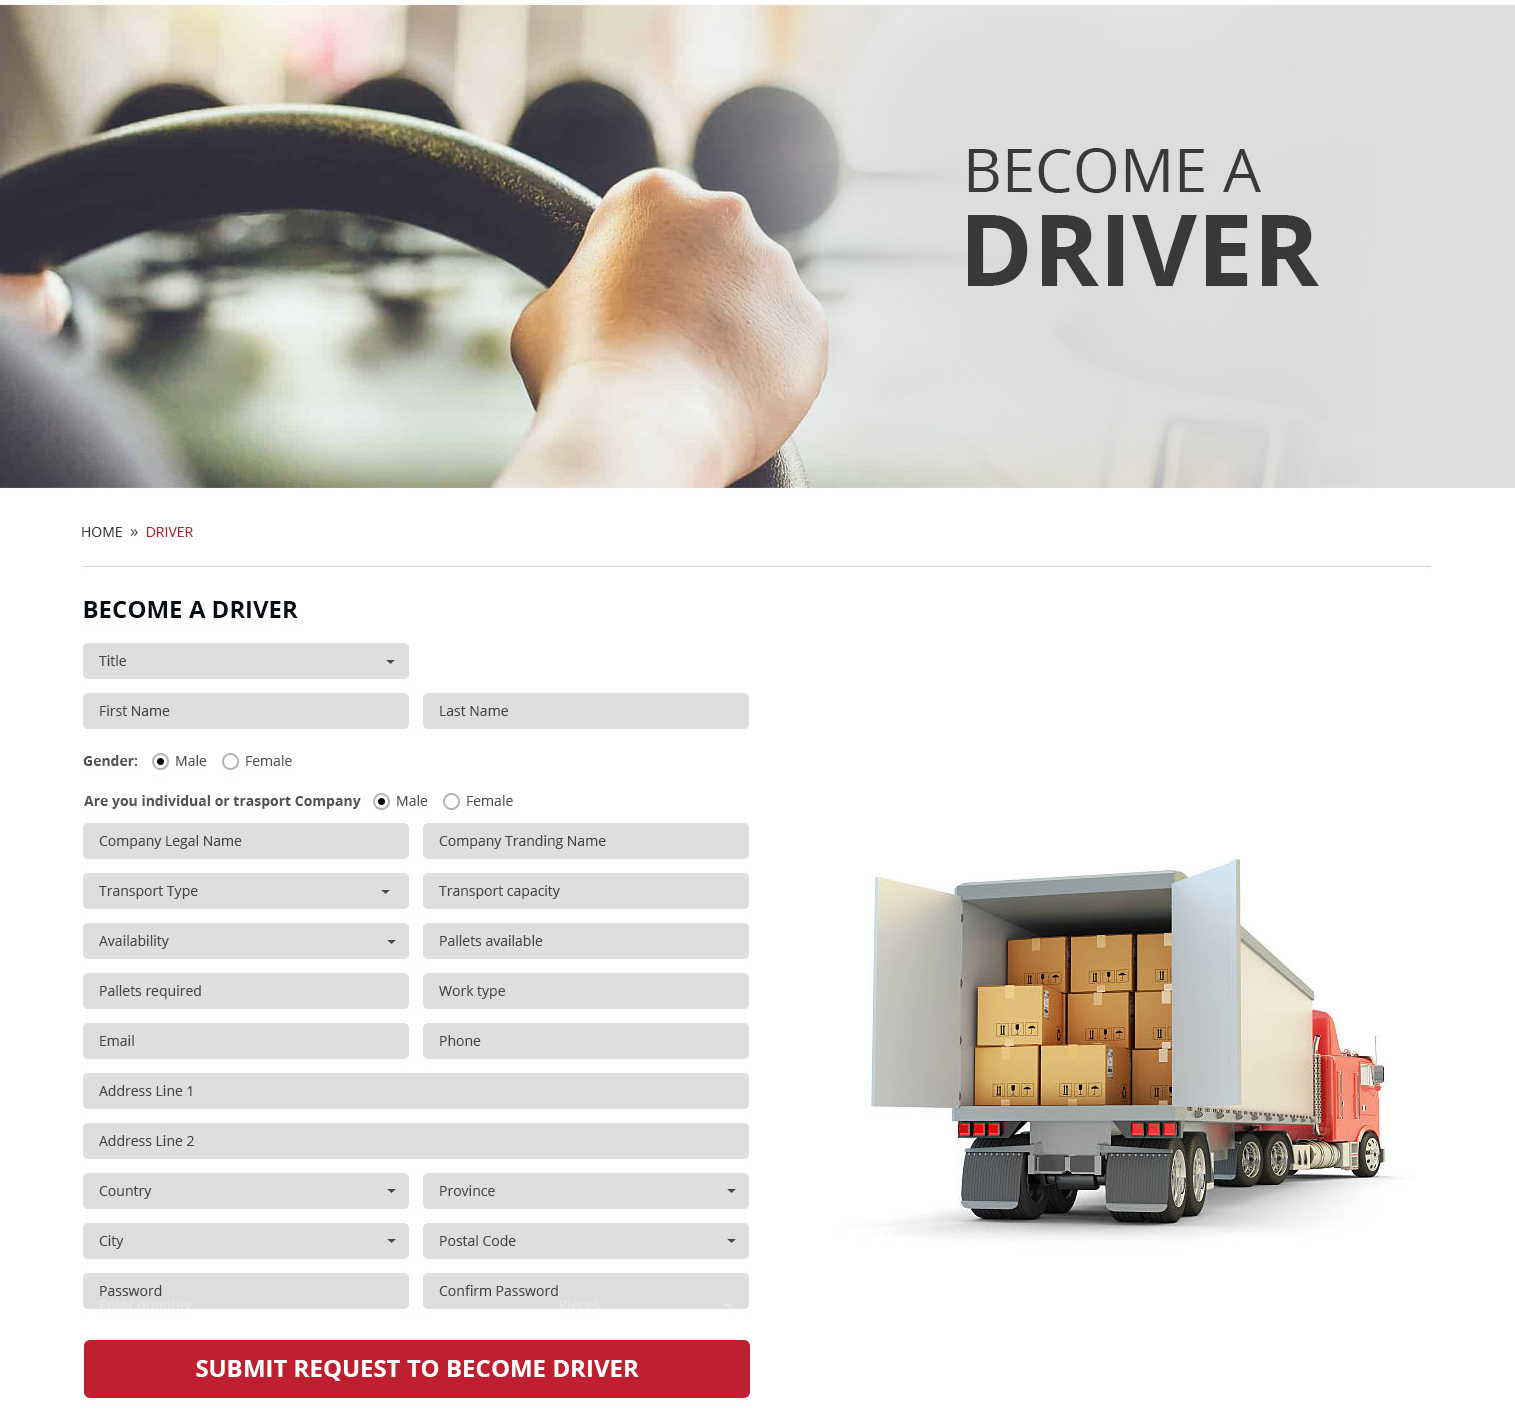 BECOME A
DRIVER
HOME » DRIVER
BECOME A DRIVER
Title
First Name
Last Name
Gender: Male Female
Are you individual or trasport Company Male Female
Company Legal Name
Company Tranding Name
Transport Type
Transport capacity
Availability
Pallets available
Pallets required
Work type
Email
Phone
Address Line 1
Address Line 2
Country
Province
City
Postal Code
Password
Confirm Password
Enter quantity
Pieces
SUBMIT REQUEST TO BECOME DRIVER